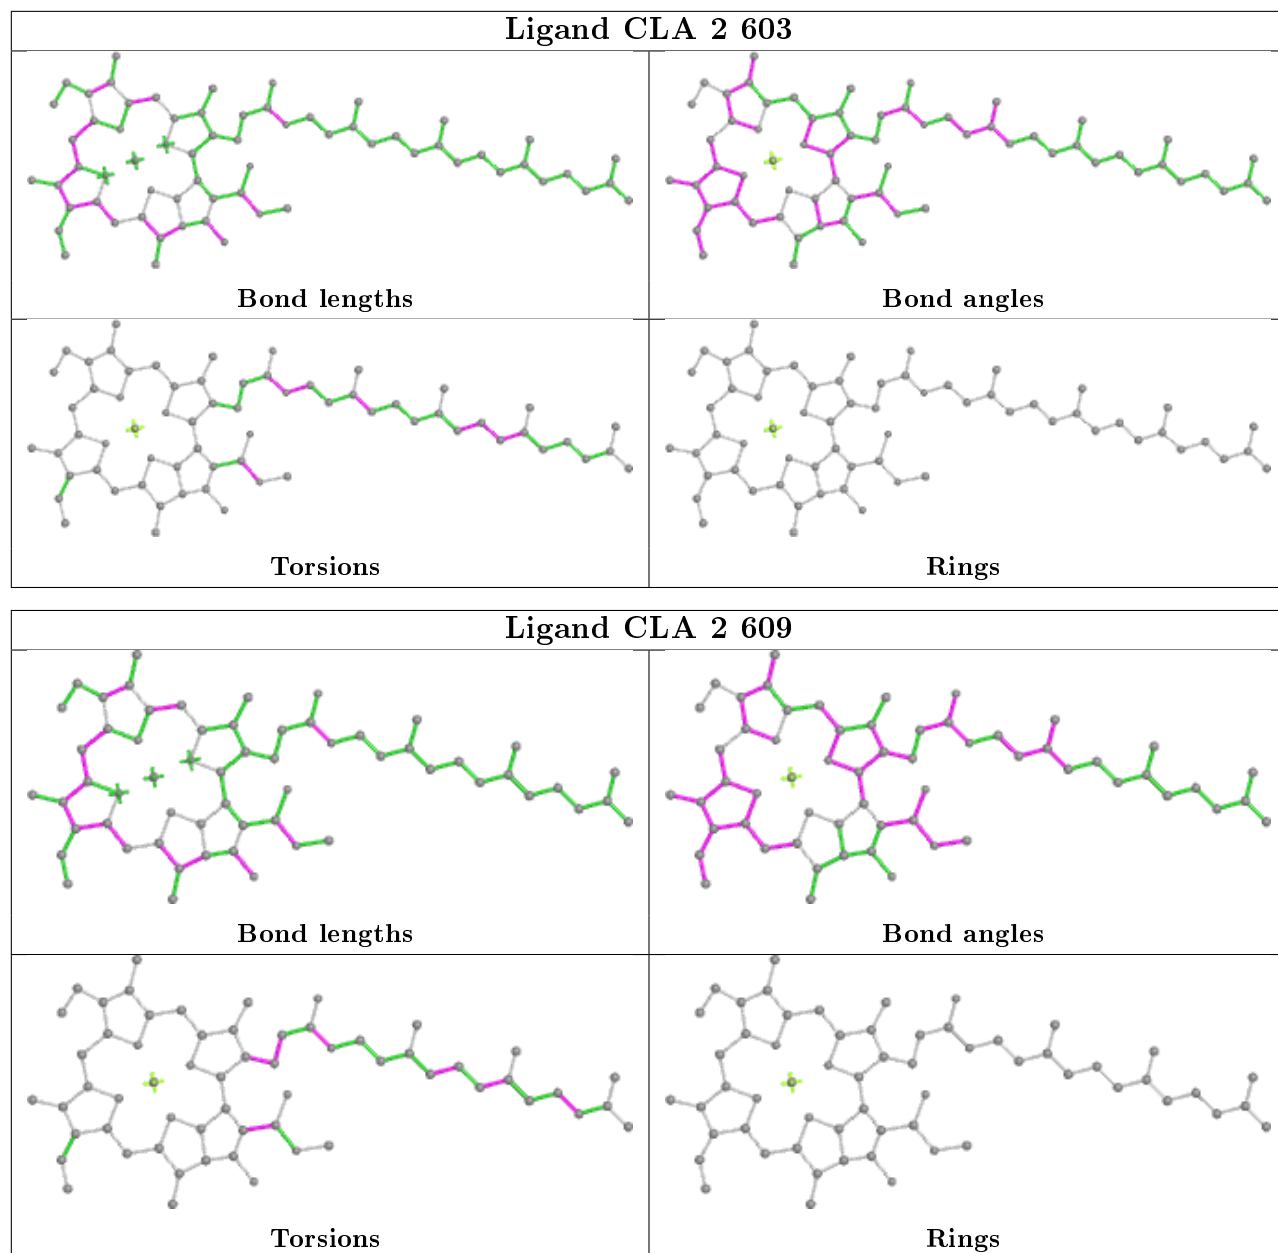 Ligand CLA 2 603
Bond lengths
Bond angles
Torsions
Rings
Ligand CLA 2 609
Bond lengths
Bond angles
Torsions
Rings